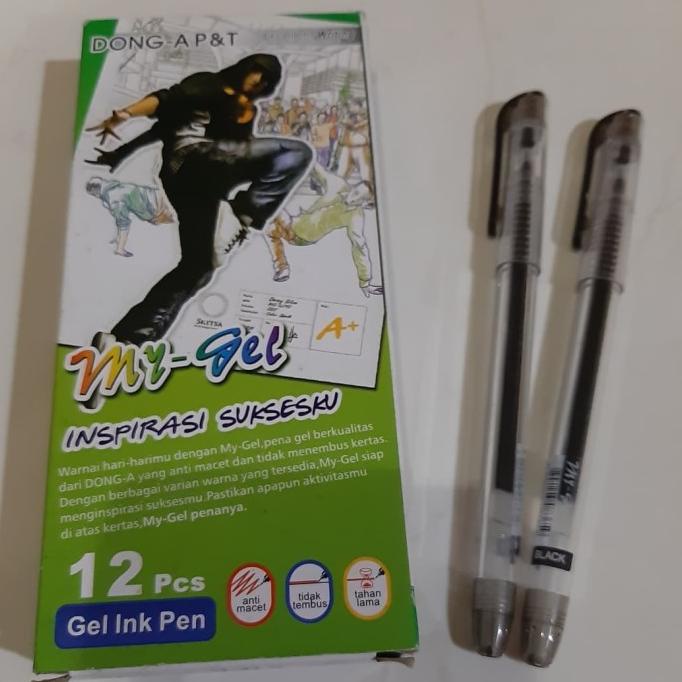 DONG-A P&T
SKETSA
A+
My-Gel
INSPIRASI SUKSESKU
Warnai hari-harimu dengan My-Gel,pena gel berkualitas
dari DONG-A yang anti macet dan tidak menembus kertas.
Dengan berbagai varian warna yang tersedia,My-Gel siap
menginspirasi suksesmu.Pastikan apapun aktivitasmu
di atas kertas,My-Gel penanya.
12 Pcs
Gel Ink Pen
anti
macet
tidak
tembus
tahan
lama
BLACK